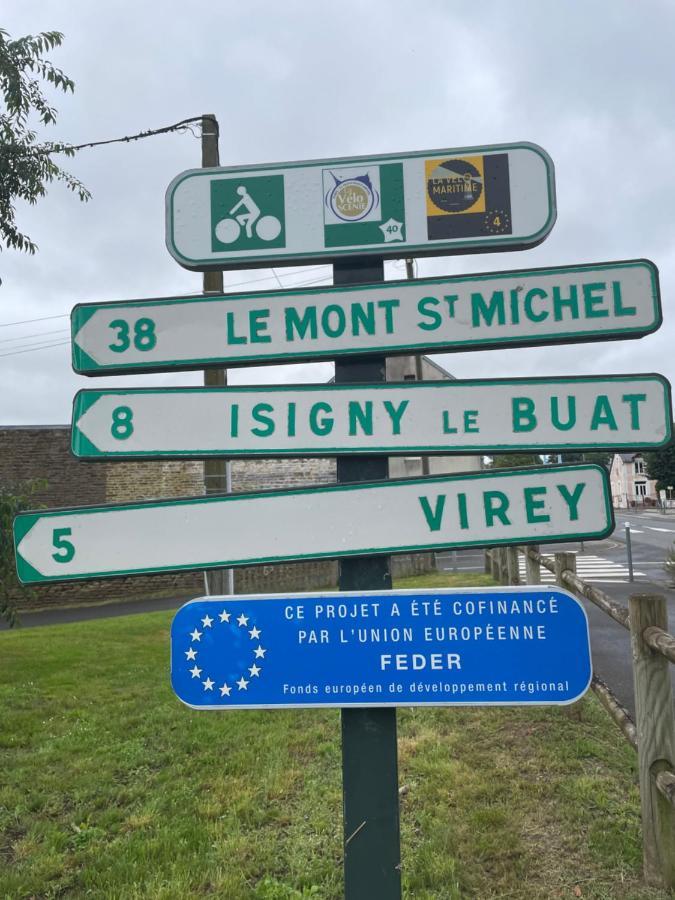 La
Vélo
SCÉNIE
40
LA VÉLO
MARITIME
4
38 LE MONT ST MICHEL
8 ISIGNY LE BUAT
5 VIREY
CE PROJET A ÉTÉ COFINANCÉ
PAR L'UNION EUROPÉENNE
FEDER
Fonds européen de développement régional